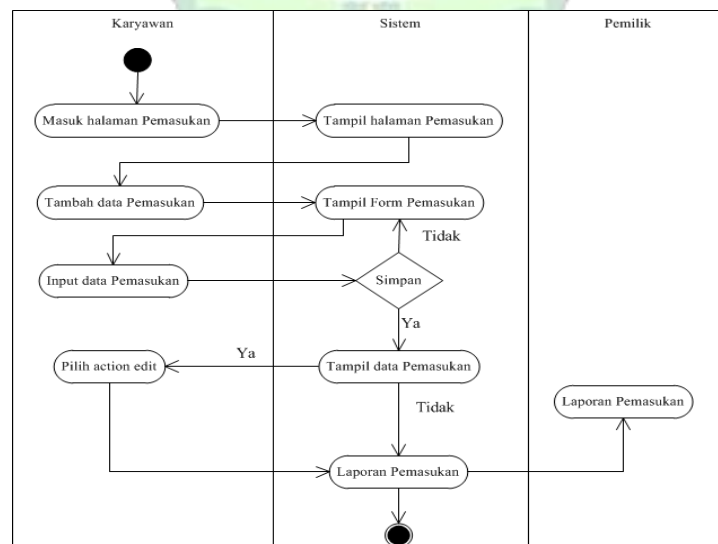 Karyawan
Sistem
Pemilik
Masuk halaman Pemasukan
Tampil halaman Pemasukan
Tambah data Pemasukan
Tampil Form Pemasukan
Tidak
Input data Pemasukan
Simpan
Ya
Pilih action edit
Ya
Tampil data Pemasukan
Tidak
Laporan Pemasukan
Laporan Pemasukan